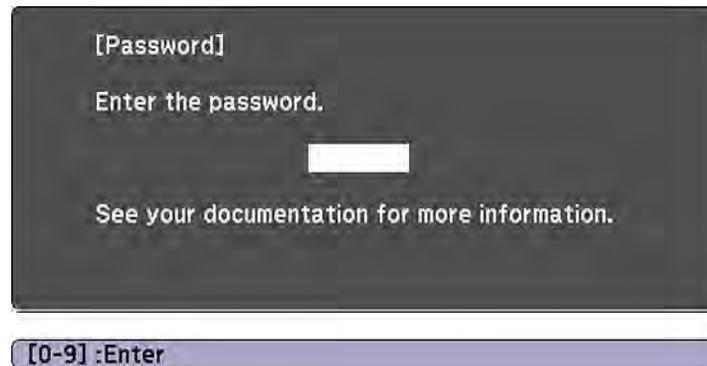 [Password]
Enter the password.
See your documentation for more information.
[0-9] :Enter